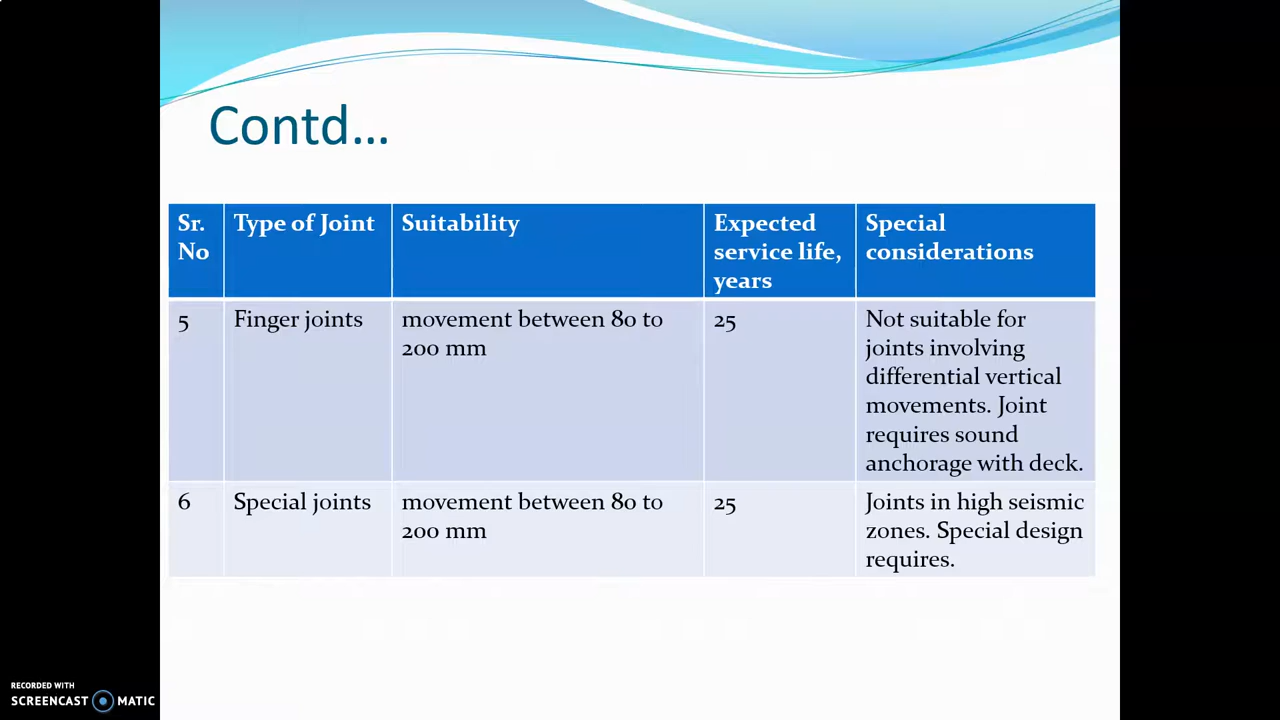 Contd...
Sr. No
Type of Joint
Suitability
Expected service life, years
Special considerations
5
Finger joints
movement between 80 to
200 mm
25
Not suitable for
joints involving
differential vertical
movements. Joint
requires sound
anchorage with deck.
6
Special joints
movement between 80 to
200 mm
25
Joints in high seismic
zones. Special design
requires.
RECORDED WITH
SCREENCAST MATIC